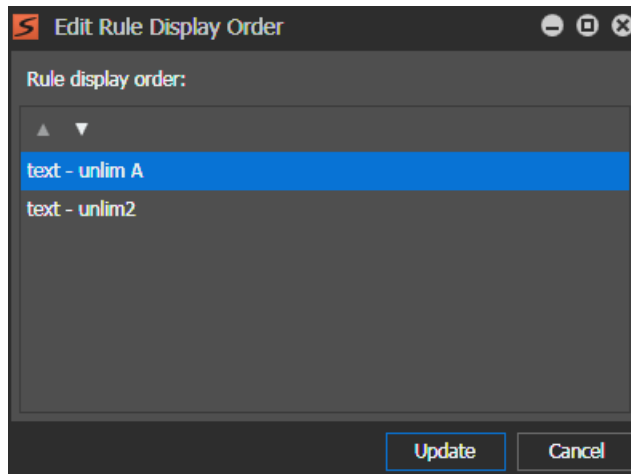 Edit Rule Display Order
Rule display order:
text - unlim A
text - unlim2
Update Cancel